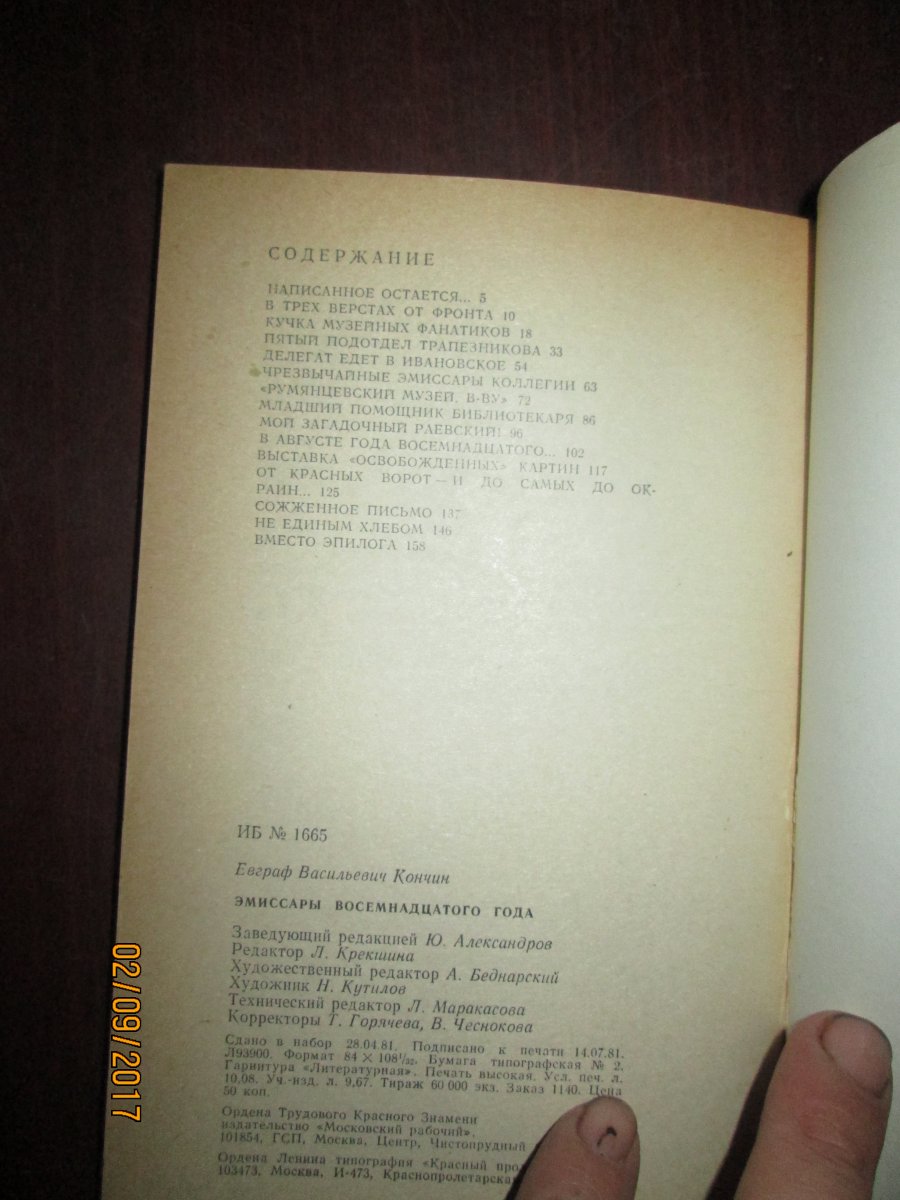 СОДЕРЖАНИЕ
НАПИСАННОЕ ОСТАЕТСЯ... 5
В ТРЕХ ВЕРСТАХ ОТ ФРОНТА 10
КУЧКА МУЗЕЙНЫХ ФАНАТИКОВ 18
ПЯТЫЙ ПОДОТДЕЛ ТРАПЕЗНИКОВА 33
ДЕЛЕГАТ ЕДЕТ В ИВАНОВСКОЕ 54
ЧРЕЗВЫЧАЙНЫЕ ЭМИССАРЫ КОЛЛЕГИИ 63
«РУМЯНЦЕВСКИЙ МУЗЕЙ. В-ВУ» 72
МЛАДШИЙ ПОМОЩНИК БИБЛИОТЕКАРЯ 86
МОЙ ЗАГАДОЧНЫЙ РАЕВСКИЙ! 96
В АВГУСТЕ ГОДА ВОСЕМНАДЦАТОГО... 102
ВЫСТАВКА «ОСВОБОЖДЕННЫХ» КАРТИН 117
ОТ КРАСНЫХ ВОРОТ — И ДО САМЫХ ДО ОК-
РАИН... 125
СОЖЖЕННОЕ ПИСЬМО 137
НЕ ЕДИНЫМ ХЛЕБОМ 146
ВМЕСТО ЭПИЛОГА 158
ИБ № 1665
Евграф Васильевич Кончин
ЭМИССАРЫ ВОСЕМНАДЦАТОГО ГОДА
Заведующий редакцией Ю. Александров
Редактор Л. Крекшина
Художественный редактор А. Беднарский
Художник Н. Кутилов
Технический редактор Л. Маракасова
Корректоры Т. Горячева, В. Чеснокова
Сдано в набор 28.04.81. Подписано к печати 14.07.81.
Л93900. Формат 84 × 108¹/₃₂. Бумага типографская № 2.
Гарнитура «Литературная». Печать высокая. Усл. печ. л.
10,08. Уч.-изд. л. 9,67. Тираж 60 000 экз. Заказ 1140. Цена
50 коп.
Ордена Трудового Красного Знамени
издательство «Московский рабочий».
101854, ГСП, Москва, Центр, Чистопрудный
Ордена Ленина типография «Красный
103473, Москва, И-473, Краснопролетарская
02/09/2017